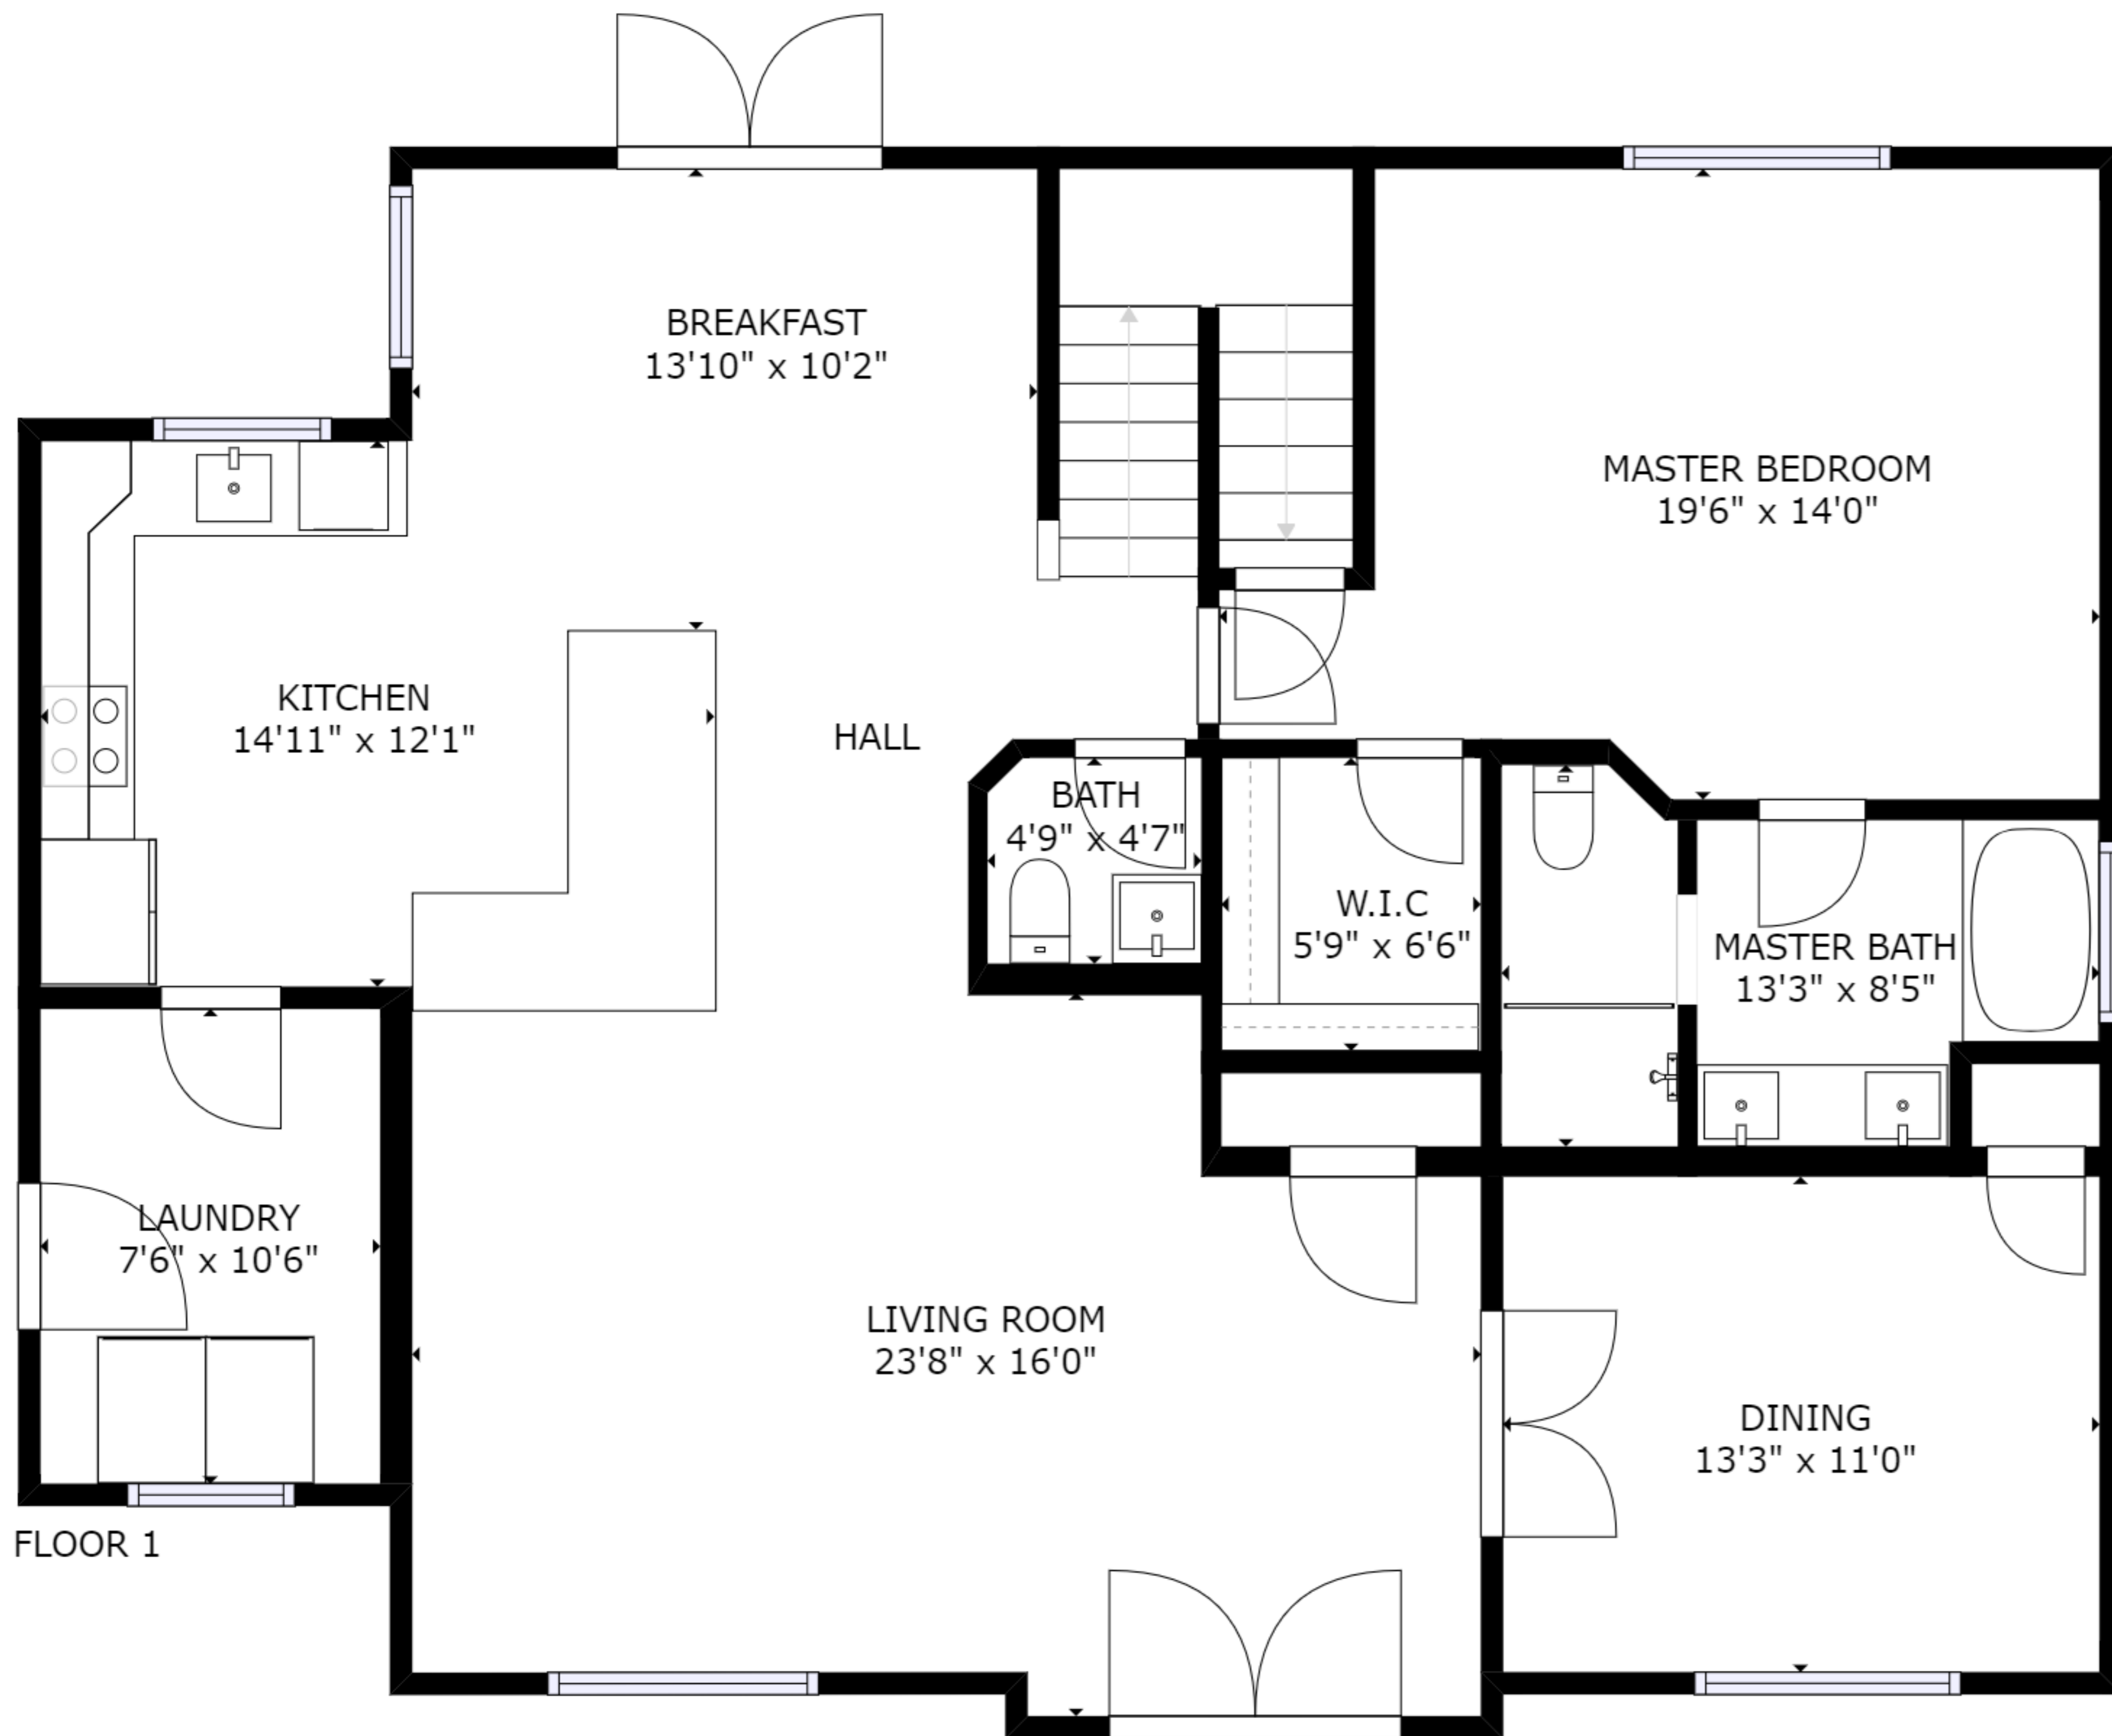 BREAKFAST
13'10" x 10'2"
MASTER BEDROOM
19'6" x 14'0"
KITCHEN
14'11" x 12'1"
HALL
BATH
4'9" x 4'7"
W.I.C
5'9" x 6'6"
MASTER BATH
13'3" x 8'5"
LAUNDRY
7'6" x 10'6"
LIVING ROOM
23'8" x 16'0"
DINING
13'3" x 11'0"
FLOOR 1